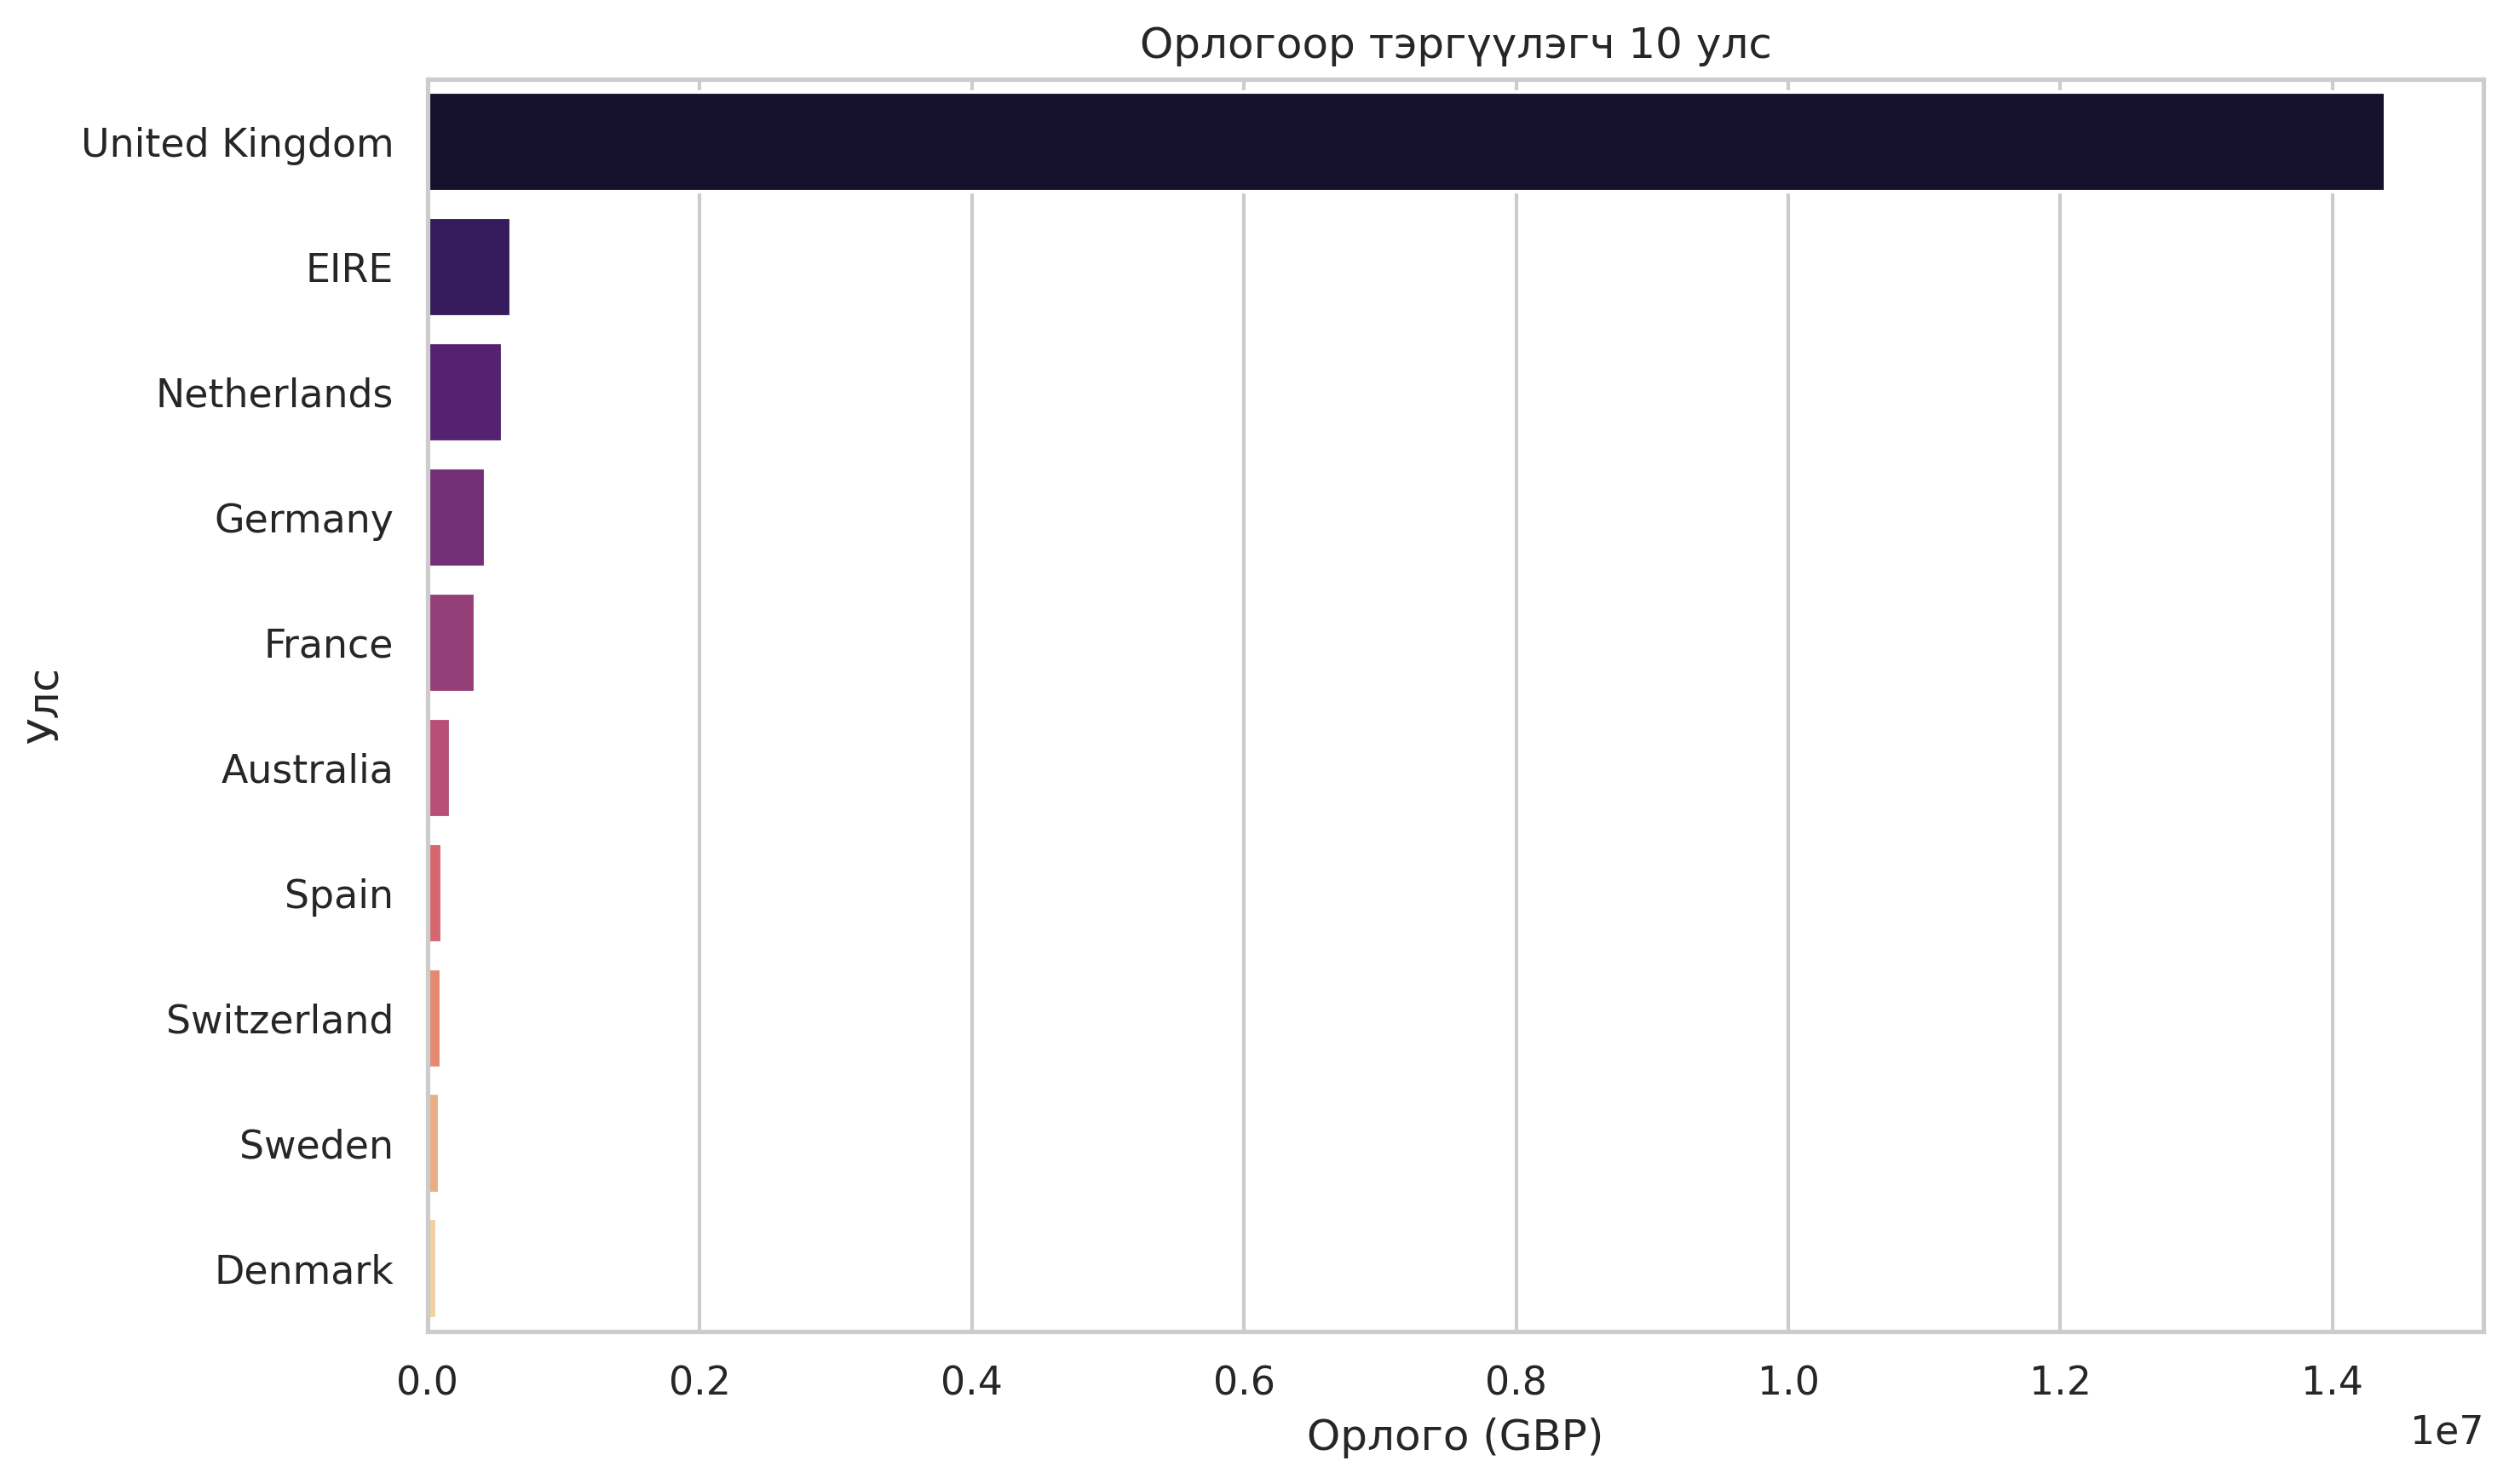 Орлогоор тэргүүлэгч 10 улс
United Kingdom
EIRE
Netherlands
Germany
France
Australia
Spain
Switzerland
Sweden
Denmark
Улс
0.0 0.2 0.4 0.6 0.8 1.0 1.2 1.4
1e7
Орлого (GBP)